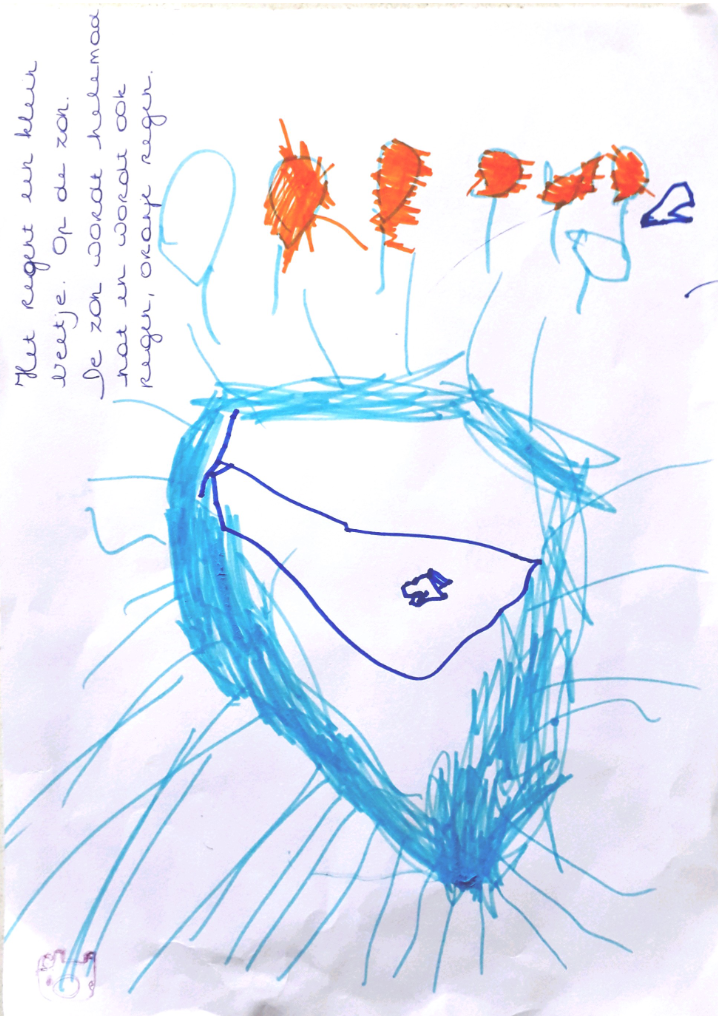 Het regent een klein
beetje. Op de zon.
De zon wordt helemaal
nat en wordt ook
regen, oranje regen.